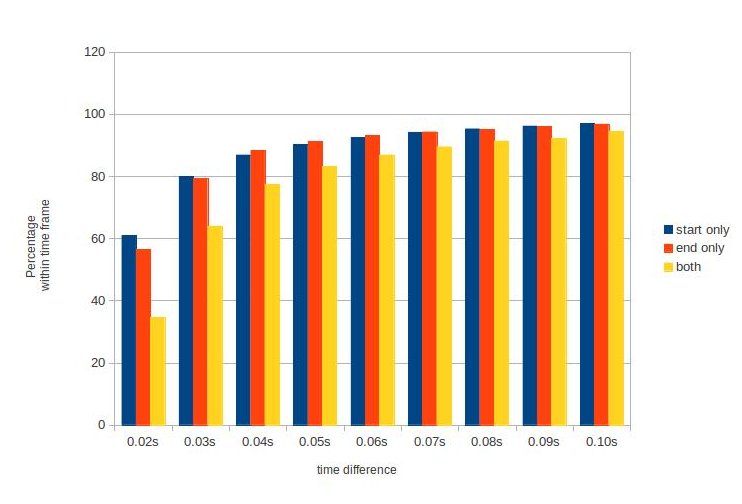 120
100
80
60
40
20
0
Percentage
within time frame
0.02s 0.03s 0.04s 0.05s 0.06s 0.07s 0.08s 0.09s 0.10s
time difference
start only
end only
both